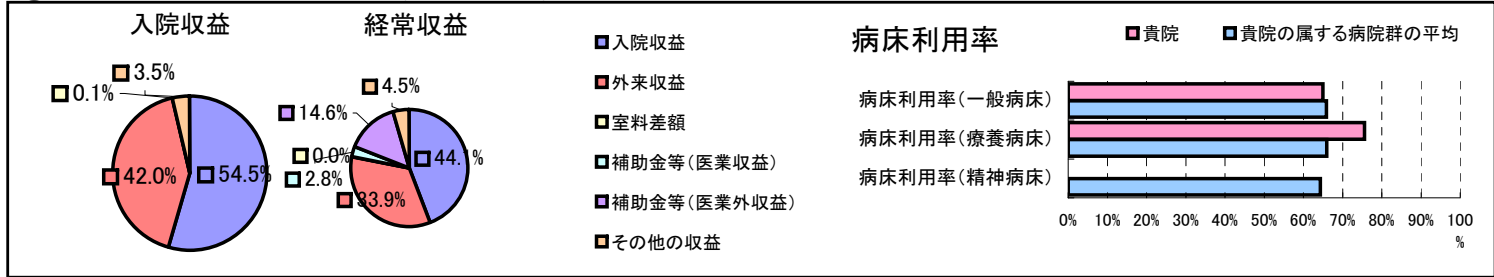 入院収益
3.5%
0.1%
42.0%
54.5%
経常収益
4.5%
14.6%
0.0%
2.8%
33.9%
44.1%
入院収益
外来収益
室料差額
補助金等(医業収益)
補助金等(医業外収益)
その他の収益
病床利用率
貴院
貴院の属する病院群の平均
病床利用率(一般病床)
病床利用率(療養病床)
病床利用率(精神病床)
0% 10% 20% 30% 40% 50% 60% 70% 80% 90% 100
%